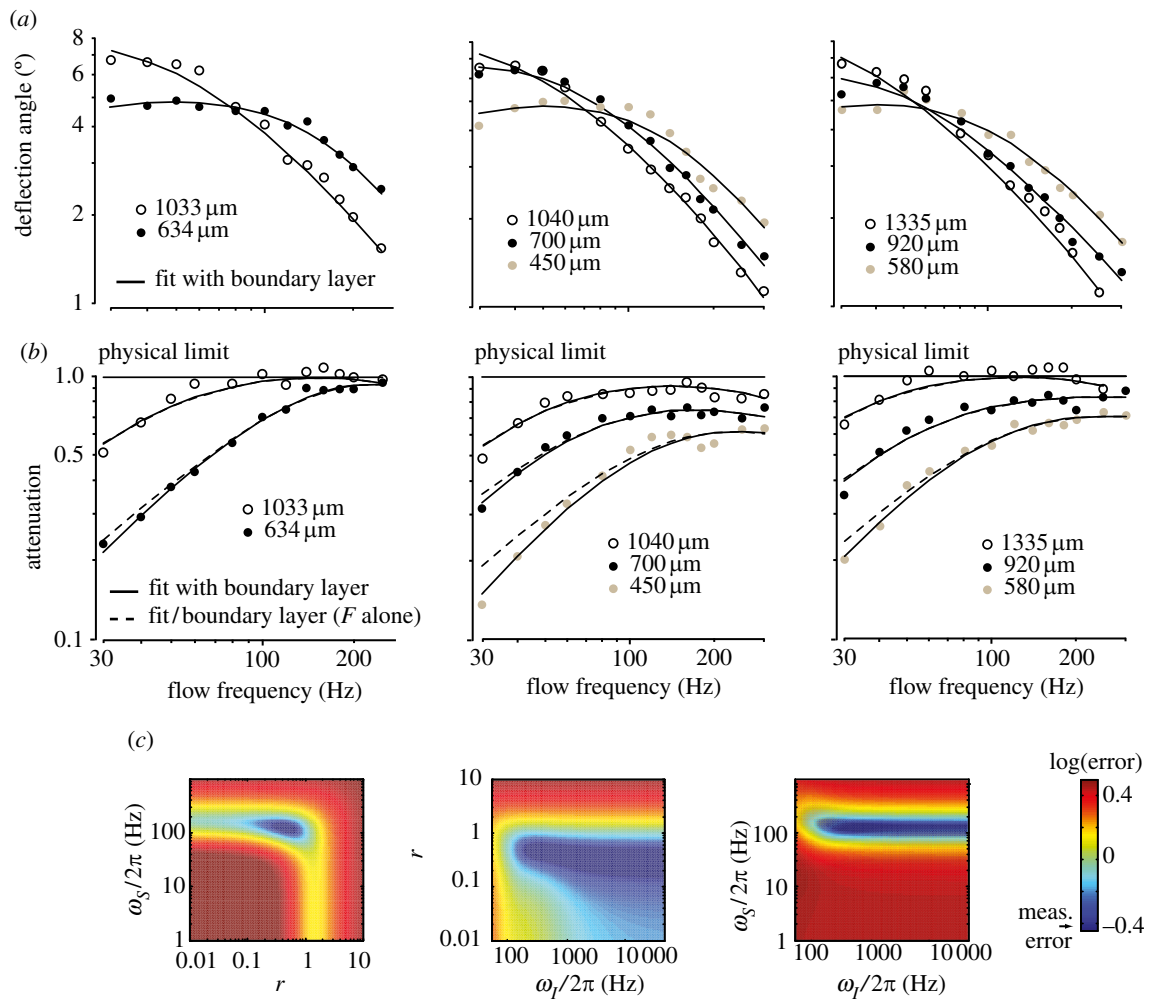 (a)
deflection angle (°)
8
6
4
2
1
1033 µm
634 µm
fit with boundary layer
1040 µm
700 µm
450 µm
1335 µm
920 µm
580 µm
(b)
attenuation
physical limit
1.0
0.5
0.1
1033 µm
634 µm
fit with boundary layer
fit/boundary layer (F alone)
30 100 200
flow frequency (Hz)
physical limit
1040 µm
700 µm
450 µm
30 100 200
flow frequency (Hz)
physical limit
1335 µm
920 µm
580 µm
30 100 200
flow frequency (Hz)
(c)
ωS/2π (Hz)
100
10
1
0.01 0.1 1 10
r
r
10
1
0.1
0.01
100 1000 10 000
ωI/2π (Hz)
ωS/2π (Hz)
100
10
1
100 1000 10 000
ωI/2π (Hz)
log(error)
0.4
0
−0.4
meas.
error